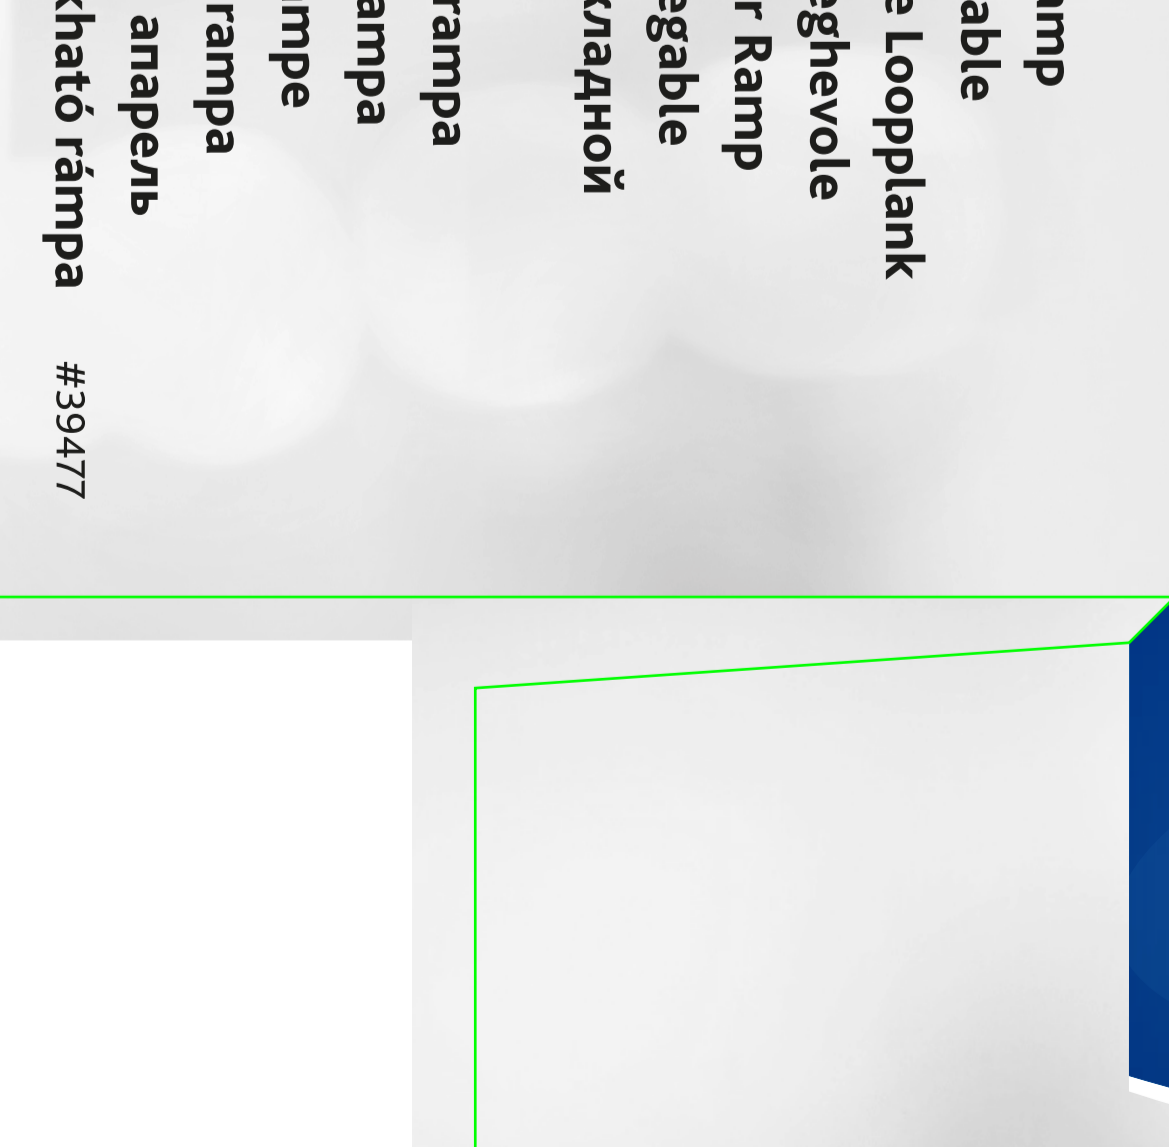 amp
able
e Loopplank
eghevole
r Ramp
egable
кладной
rampa
ampa
mpe
rampa
апарель
kható rámpa #39477